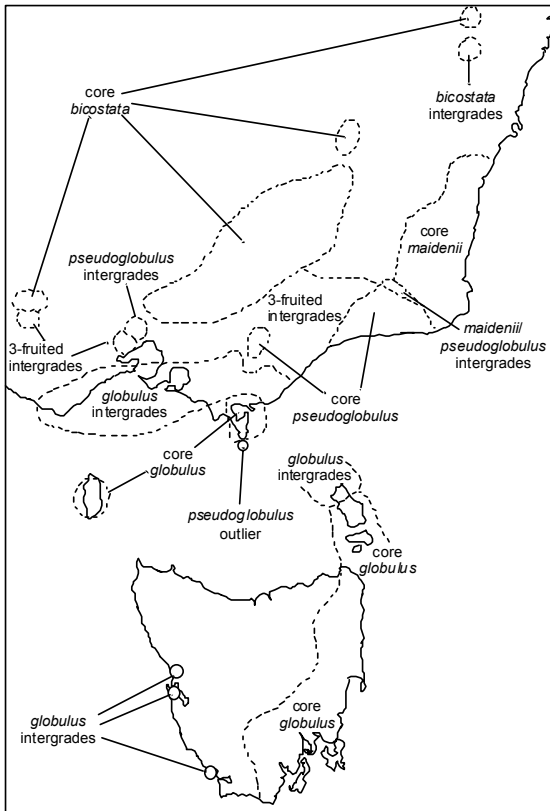 core
bicostata
bicostata
intergrades
core
maidenii
pseudoglobulus
intergrades
3-fruited
intergrades
3-fruited
intergrades
maidenii/
pseudoglobulus
intergrades
globulus
intergrades
core
pseudoglobulus
core
globulus
globulus
intergrades
pseudoglobulus
outlier
core
globulus
core
globulus
globulus
intergrades